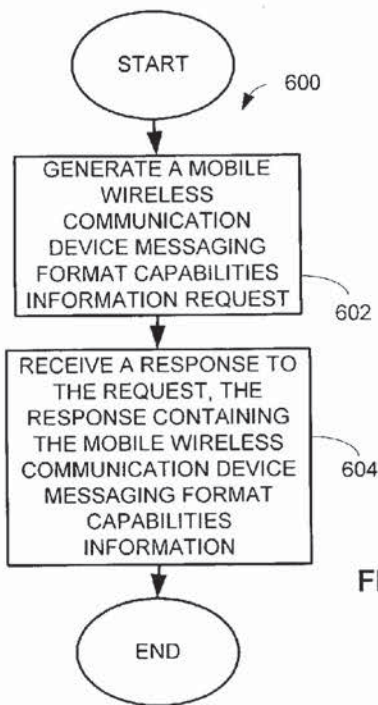 START
600
GENERATE A MOBILE
WIRELESS
COMMUNICATION
DEVICE MESSAGING
FORMAT CAPABILITIES
INFORMATION REQUEST
602
RECEIVE A RESPONSE TO
THE REQUEST, THE
RESPONSE CONTAINING
THE MOBILE WIRELESS
COMMUNICATION DEVICE
MESSAGING FORMAT
CAPABILITIES
INFORMATION
604
END